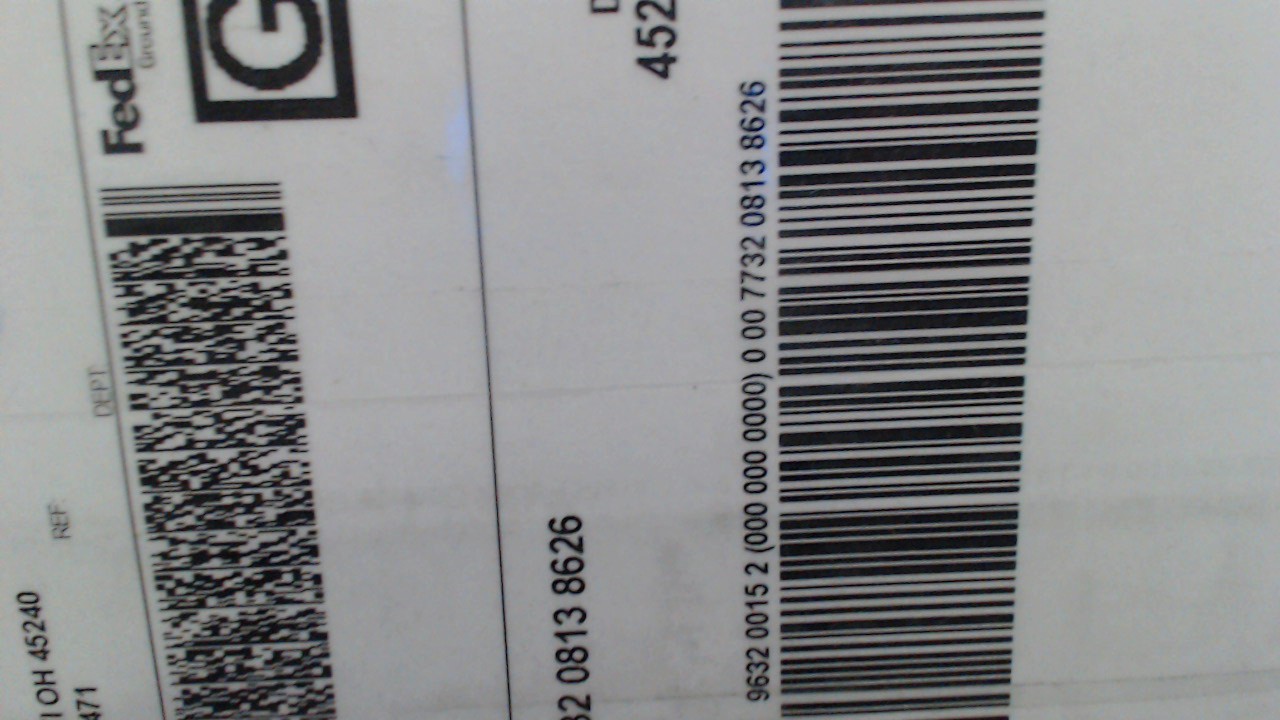 I OH 45240
471
REF:
DEPT:
FedEx
Ground
G
32 0813 8626
452
9632 0015 2 (000 000 0000) 0 00 7732 0813 8626